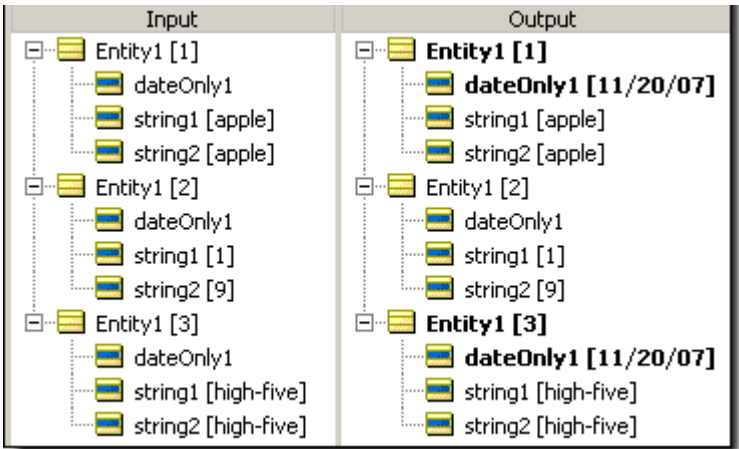 Input
Entity1 [1]
dateOnly1
string1 [apple]
string2 [apple]
Entity1 [2]
dateOnly1
string1 [1]
string2 [9]
Entity1 [3]
dateOnly1
string1 [high-five]
string2 [high-five]
Output
Entity1 [1]
dateOnly1 [11/20/07]
string1 [apple]
string2 [apple]
Entity1 [2]
dateOnly1
string1 [1]
string2 [9]
Entity1 [3]
dateOnly1 [11/20/07]
string1 [high-five]
string2 [high-five]